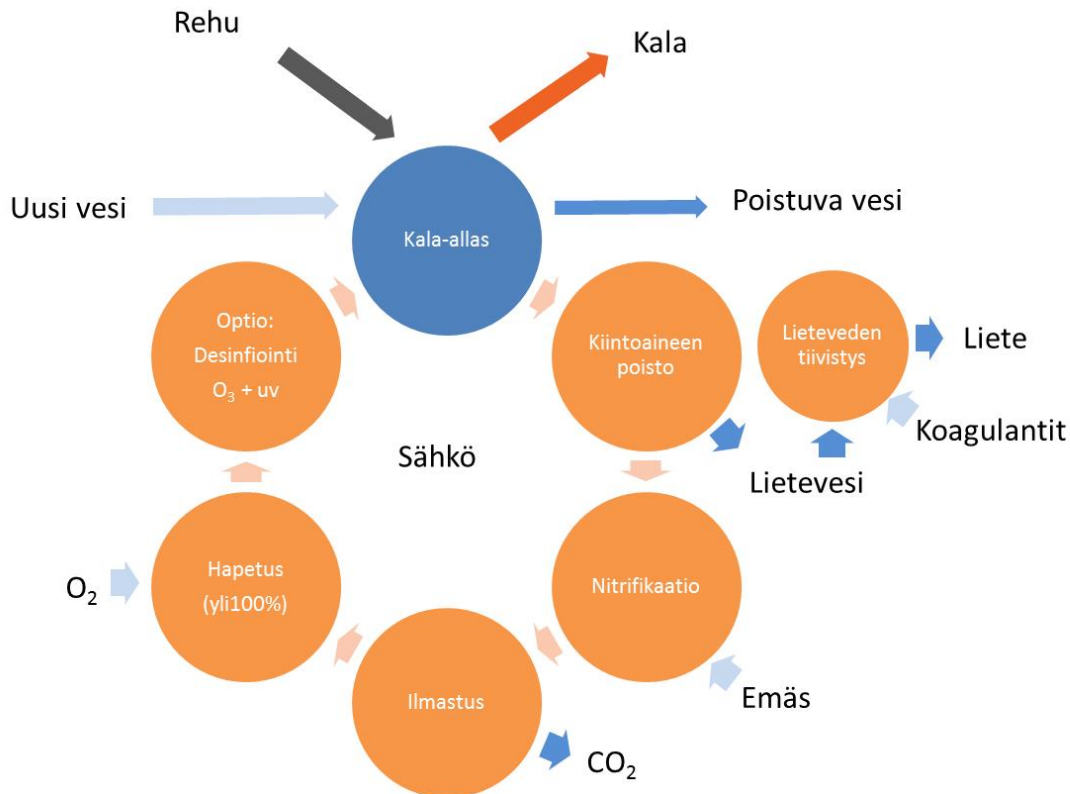 Rehu
Kala
Uusi vesi
Poistuva vesi
Kala-allas
Optio:
Desinfiointi
O₃ + uv
Kiintoaineen
poisto
Lieteveden
tiivistys
Liete
Koagulantit
Sähkö
Lietevesi
O₂
Hapetus
(yli100%)
Nitrifikaatio
Emäs
Ilmastus
CO₂